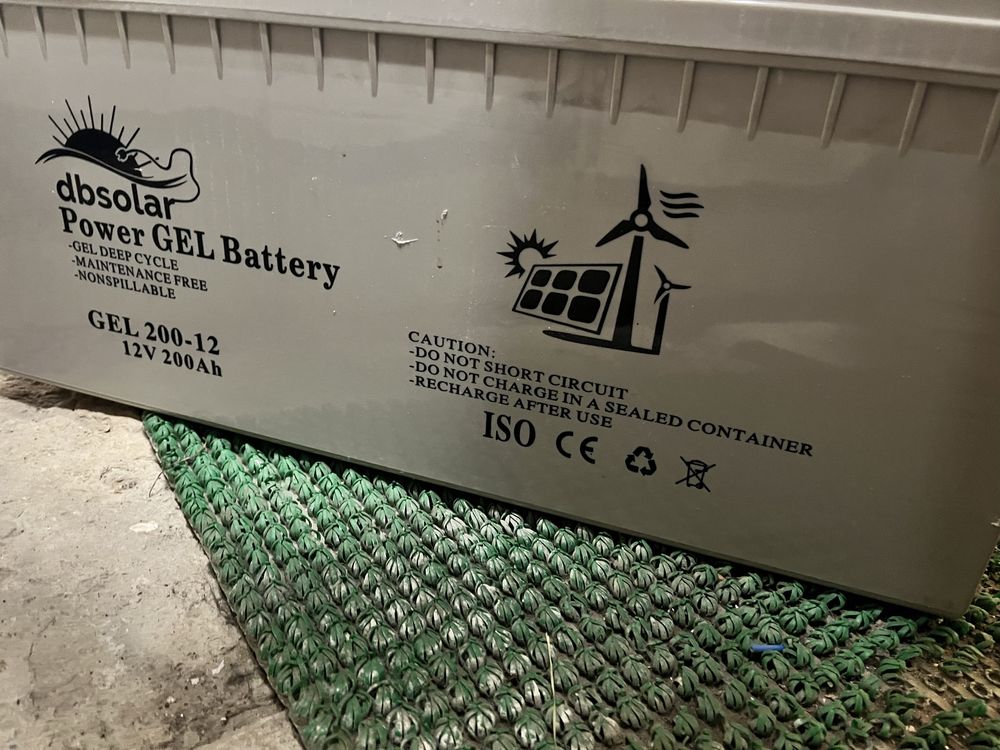 dbsolar
Power GEL Battery
-GEL DEEP CYCLE
-MAINTENANCE FREE
-NONSPILLABLE
GEL 200-12
12V 200Ah
CAUTION:
-DO NOT SHORT CIRCUIT
-DO NOT CHARGE IN A SEALED CONTAINER
-RECHARGE AFTER USE
ISO CE